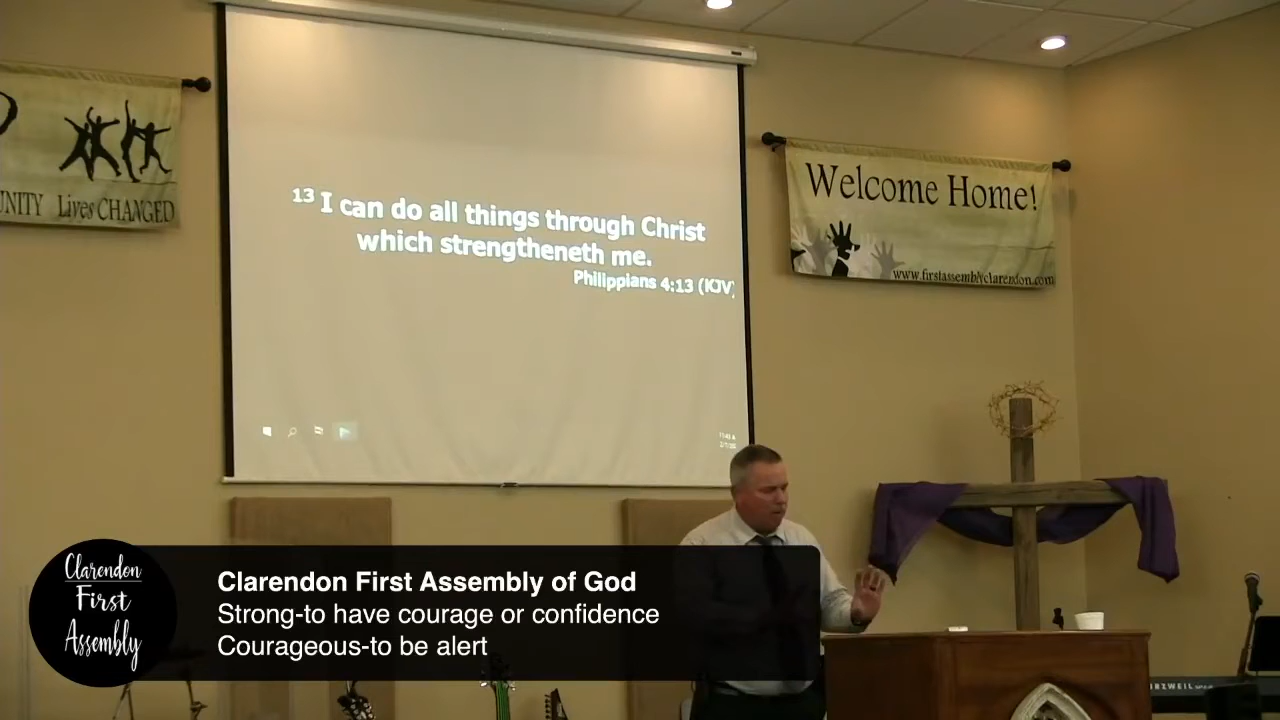 UNITY Lives CHANGED
13 I can do all things through Christ
which strengtheneth me.
Philippians 4:13 (KJV)
Welcome Home!
www.firstassemblyclarendon.com
Clarendon
First
Assembly
Clarendon First Assembly of God
Strong-to have courage or confidence
Courageous-to be alert
KURZWEIL